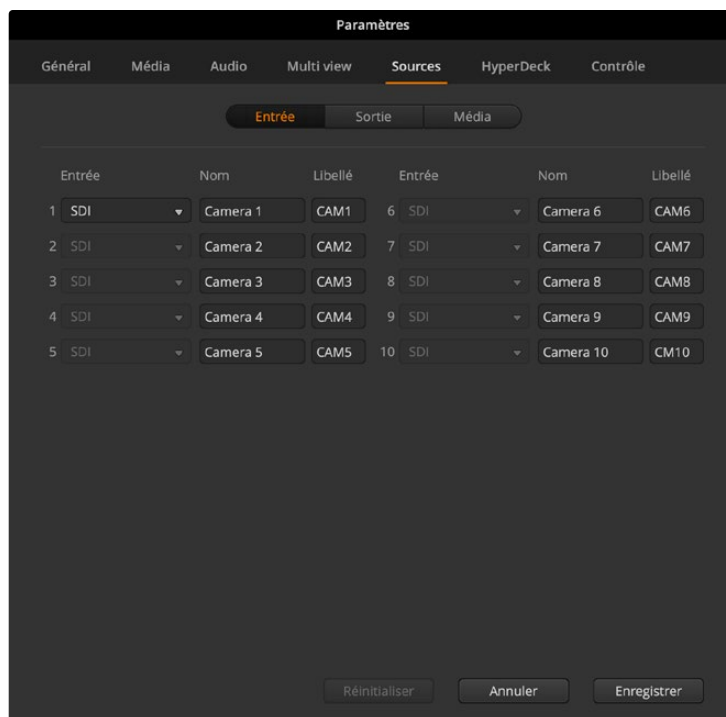 Paramètres
Général Média Audio Multi view Sources HyperDeck Contrôle
Entrée Sortie Média
Entrée Nom Libellé Entrée Nom Libellé
1 SDI Camera 1 CAM1 6 SDI Camera 6 CAM6
2 SDI Camera 2 CAM2 7 SDI Camera 7 CAM7
3 SDI Camera 3 CAM3 8 SDI Camera 8 CAM8
4 SDI Camera 4 CAM4 9 SDI Camera 9 CAM9
5 SDI Camera 5 CAM5 10 SDI Camera 10 CM10
Réinitialiser Annuler Enregistrer